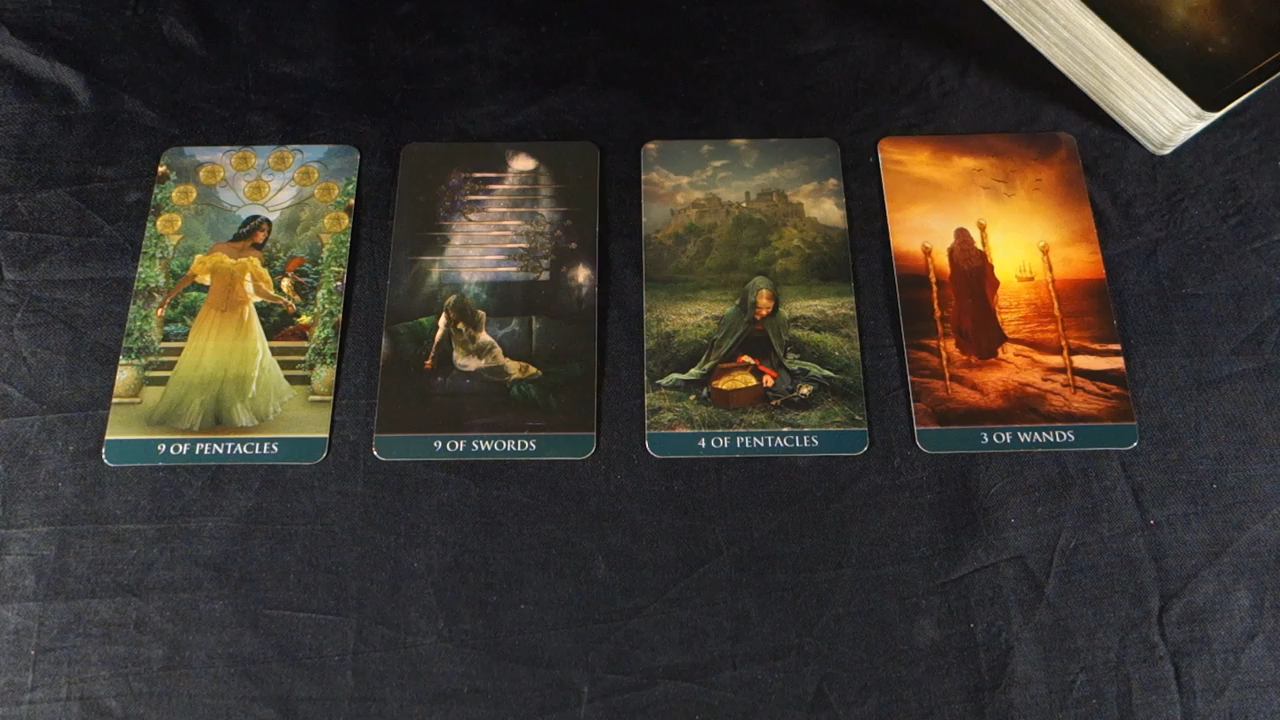 9 OF PENTACLES
9 OF SWORDS
4 OF PENTACLES
3 OF WANDS